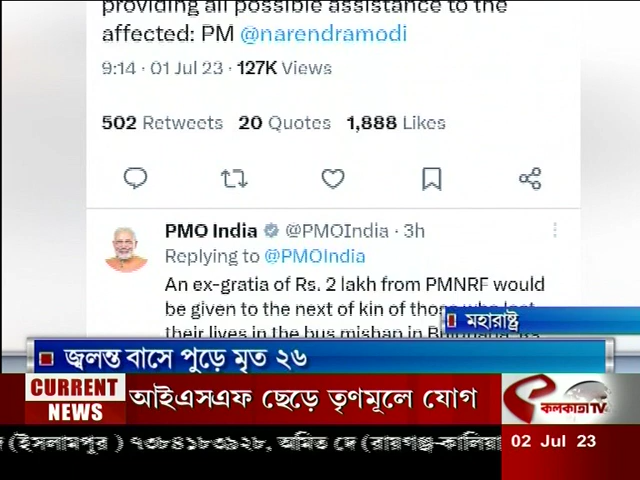 providing all possible assistance to the
affected: PM @narendramodi
9:14 · 01 Jul 23 · 127K Views
502 Retweets 20 Quotes 1,888 Likes
PMO India @PMOIndia · 3h
Replying to @PMOIndia
An ex-gratia of Rs. 2 lakh from PMNRF would
be given to the next of kin of those who lost
their lives in the bus mishap in
মহারাষ্ট্র
জ্বলন্ত বাসে পুড়ে মৃত ২৬
CURRENT NEWS
আইএসএফ ছেড়ে তৃণমূলে যোগ
কলকাতা TV
(ইসলামপুর) ৭৩৮৪১৮৩৯২৮, অমিত দে (রায়গঞ্জ-কালিয়া
02 Jul 23